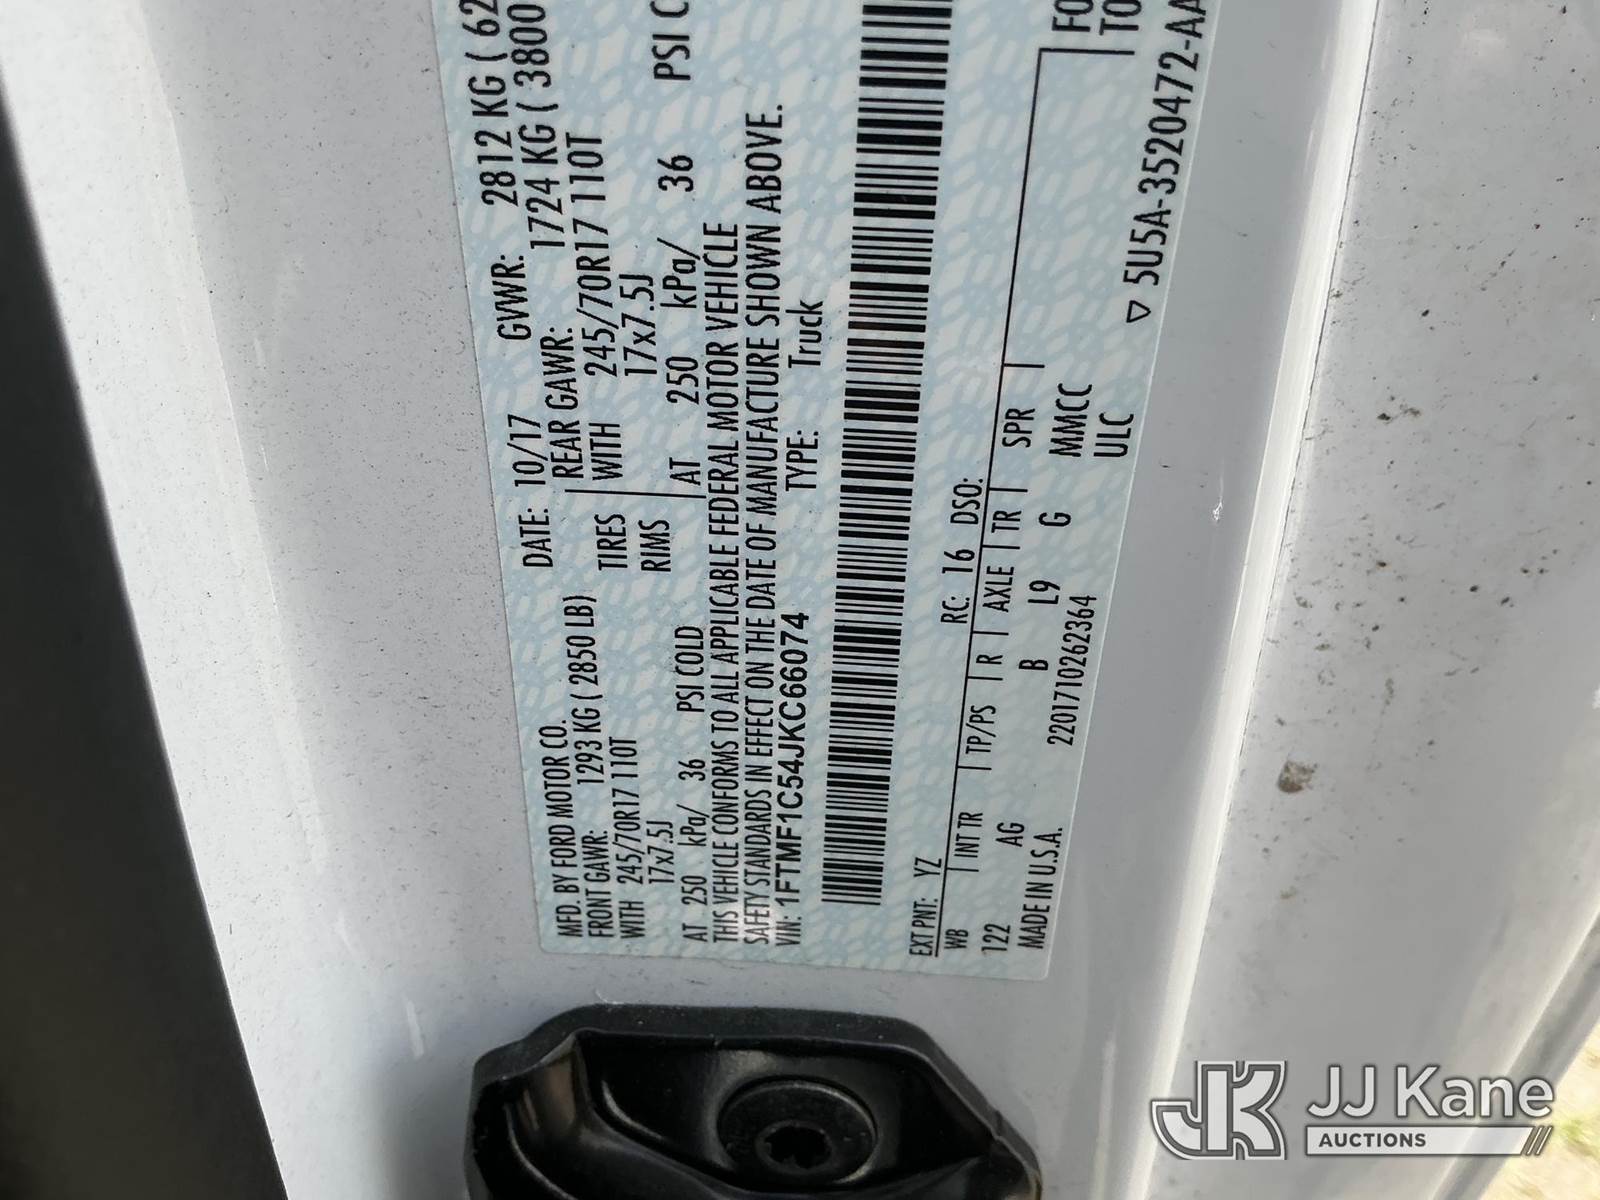 MFD. BY FORD MOTOR CO.
DATE: 10/17 GVWR: 2812 KG ( 62
FRONT GAWR: 1293 KG ( 2850 LB)
REAR GAWR: 1724 KG ( 3800
WITH 245/70R17 110T
TIRES
WITH 245/70R17 110T
17x7.5J
RIMS
17x7.5J
AT 250 kPa/ 36 PSI COLD
AT 250 kPa/ 36 PSI C
THIS VEHICLE CONFORMS TO ALL APPLICABLE FEDERAL MOTOR VEHICLE
SAFETY STANDARDS IN EFFECT ON THE DATE OF MANUFACTURE SHOWN ABOVE.
VIN: 1FTMF1C54JKC66074
TYPE: Truck
EXT PNT: YZ RC: 16 DSO:
WB INT TR TP/PS R AXLE TR SPR
122 AG B L9 G MMCC
MADE IN U.S.A. 2201710262364 ULC
F0
T0
▽ 5U5A-3520472-AA
JK JJ Kane
AUCTIONS